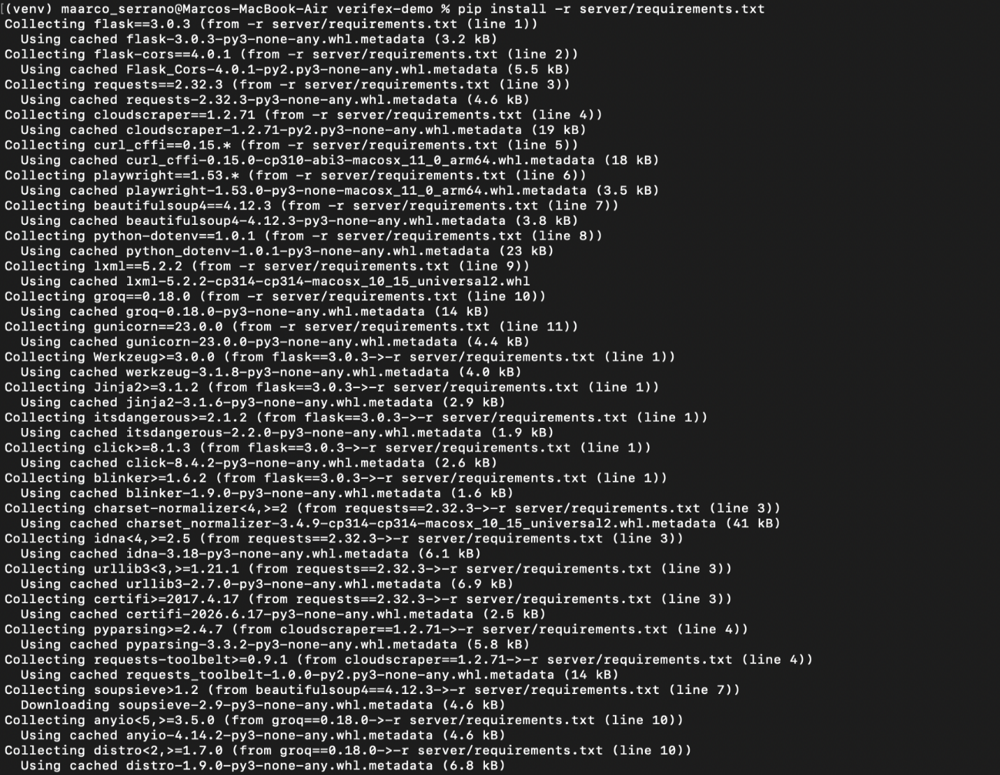 [(venv) maarco_serrano@Marcos-MacBook-Air verifex-demo % pip install -r server/requirements.txt
Collecting flask==3.0.3 (from -r server/requirements.txt (line 1))
  Using cached flask-3.0.3-py3-none-any.whl.metadata (3.2 kB)
Collecting flask-cors==4.0.1 (from -r server/requirements.txt (line 2))
  Using cached Flask_Cors-4.0.1-py2.py3-none-any.whl.metadata (5.5 kB)
Collecting requests==2.32.3 (from -r server/requirements.txt (line 3))
  Using cached requests-2.32.3-py3-none-any.whl.metadata (4.6 kB)
Collecting cloudscraper==1.2.71 (from -r server/requirements.txt (line 4))
  Using cached cloudscraper-1.2.71-py2.py3-none-any.whl.metadata (19 kB)
Collecting curl_cffi==0.15.* (from -r server/requirements.txt (line 5))
  Using cached curl_cffi-0.15.0-cp310-abi3-macosx_11_0_arm64.whl.metadata (18 kB)
Collecting playwright==1.53.* (from -r server/requirements.txt (line 6))
  Using cached playwright-1.53.0-py3-none-macosx_11_0_arm64.whl.metadata (3.5 kB)
Collecting beautifulsoup4==4.12.3 (from -r server/requirements.txt (line 7))
  Using cached beautifulsoup4-4.12.3-py3-none-any.whl.metadata (3.8 kB)
Collecting python-dotenv==1.0.1 (from -r server/requirements.txt (line 8))
  Using cached python_dotenv-1.0.1-py3-none-any.whl.metadata (23 kB)
Collecting lxml==5.2.2 (from -r server/requirements.txt (line 9))
  Using cached lxml-5.2.2-cp314-cp314-macosx_10_15_universal2.whl
Collecting groq==0.18.0 (from -r server/requirements.txt (line 10))
  Using cached groq-0.18.0-py3-none-any.whl.metadata (14 kB)
Collecting gunicorn==23.0.0 (from -r server/requirements.txt (line 11))
  Using cached gunicorn-23.0.0-py3-none-any.whl.metadata (4.4 kB)
Collecting Werkzeug>=3.0.0 (from flask==3.0.3->-r server/requirements.txt (line 1))
  Using cached werkzeug-3.1.8-py3-none-any.whl.metadata (4.0 kB)
Collecting Jinja2>=3.1.2 (from flask==3.0.3->-r server/requirements.txt (line 1))
  Using cached jinja2-3.1.6-py3-none-any.whl.metadata (2.9 kB)
Collecting itsdangerous>=2.1.2 (from flask==3.0.3->-r server/requirements.txt (line 1))
  Using cached itsdangerous-2.2.0-py3-none-any.whl.metadata (1.9 kB)
Collecting click>=8.1.3 (from flask==3.0.3->-r server/requirements.txt (line 1))
  Using cached click-8.4.2-py3-none-any.whl.metadata (2.6 kB)
Collecting blinker>=1.6.2 (from flask==3.0.3->-r server/requirements.txt (line 1))
  Using cached blinker-1.9.0-py3-none-any.whl.metadata (1.6 kB)
Collecting charset-normalizer<4,>=2 (from requests==2.32.3->-r server/requirements.txt (line 3))
  Using cached charset_normalizer-3.4.9-cp314-cp314-macosx_10_15_universal2.whl.metadata (41 kB)
Collecting idna<4,>=2.5 (from requests==2.32.3->-r server/requirements.txt (line 3))
  Using cached idna-3.18-py3-none-any.whl.metadata (6.1 kB)
Collecting urllib3<3,>=1.21.1 (from requests==2.32.3->-r server/requirements.txt (line 3))
  Using cached urllib3-2.7.0-py3-none-any.whl.metadata (6.9 kB)
Collecting certifi>=2017.4.17 (from requests==2.32.3->-r server/requirements.txt (line 3))
  Using cached certifi-2026.6.17-py3-none-any.whl.metadata (2.5 kB)
Collecting pyparsing>=2.4.7 (from cloudscraper==1.2.71->-r server/requirements.txt (line 4))
  Using cached pyparsing-3.3.2-py3-none-any.whl.metadata (5.8 kB)
Collecting requests-toolbelt>=0.9.1 (from cloudscraper==1.2.71->-r server/requirements.txt (line 4))
  Using cached requests_toolbelt-1.0.0-py2.py3-none-any.whl.metadata (14 kB)
Collecting soupsieve>1.2 (from beautifulsoup4==4.12.3->-r server/requirements.txt (line 7))
  Downloading soupsieve-2.9-py3-none-any.whl.metadata (4.6 kB)
Collecting anyio<5,>=3.5.0 (from groq==0.18.0->-r server/requirements.txt (line 10))
  Using cached anyio-4.14.2-py3-none-any.whl.metadata (4.6 kB)
Collecting distro<2,>=1.7.0 (from groq==0.18.0->-r server/requirements.txt (line 10))
  Using cached distro-1.9.0-py3-none-any.whl.metadata (6.8 kB)